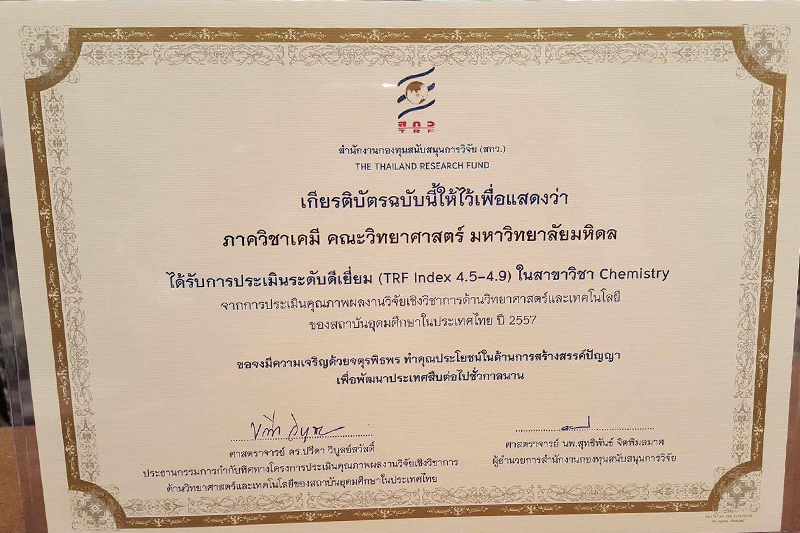 สกว
TRF
สำนักงานกองทุนสนับสนุนการวิจัย (สกว.)
THE THAILAND RESEARCH FUND
เกียรติบัตรฉบับนี้ให้ไว้เพื่อแสดงว่า
ภาควิชาเคมี คณะวิทยาศาสตร์ มหาวิทยาลัยมหิดล
ได้รับการประเมินระดับดีเยี่ยม (TRF Index 4.5-4.9) ในสาขาวิชา Chemistry
จากการประเมินคุณภาพผลงานวิจัยเชิงวิชาการด้านวิทยาศาสตร์และเทคโนโลยี
ของสถาบันอุดมศึกษาในประเทศไทย ปี 2557
ขอจงมีความเจริญด้วยจตุรพิธพร ทำคุณประโยชน์ในด้านการสร้างสรรค์ปัญญา
เพื่อพัฒนาประเทศสืบต่อไปชั่วกาลนาน
ศาสตราจารย์ ดร.ปรีดา วิบูลย์สวัสดิ์
ประธานกรรมการกำกับทิศทางโครงการประเมินคุณภาพผลงานวิจัยเชิงวิชาการ
ด้านวิทยาศาสตร์และเทคโนโลยีของสถาบันอุดมศึกษาในประเทศไทย
ศาสตราจารย์ นพ.สุทธิพันธ์ จิตพิมลมาศ
ผู้อำนวยการสำนักงานกองทุนสนับสนุนการวิจัย